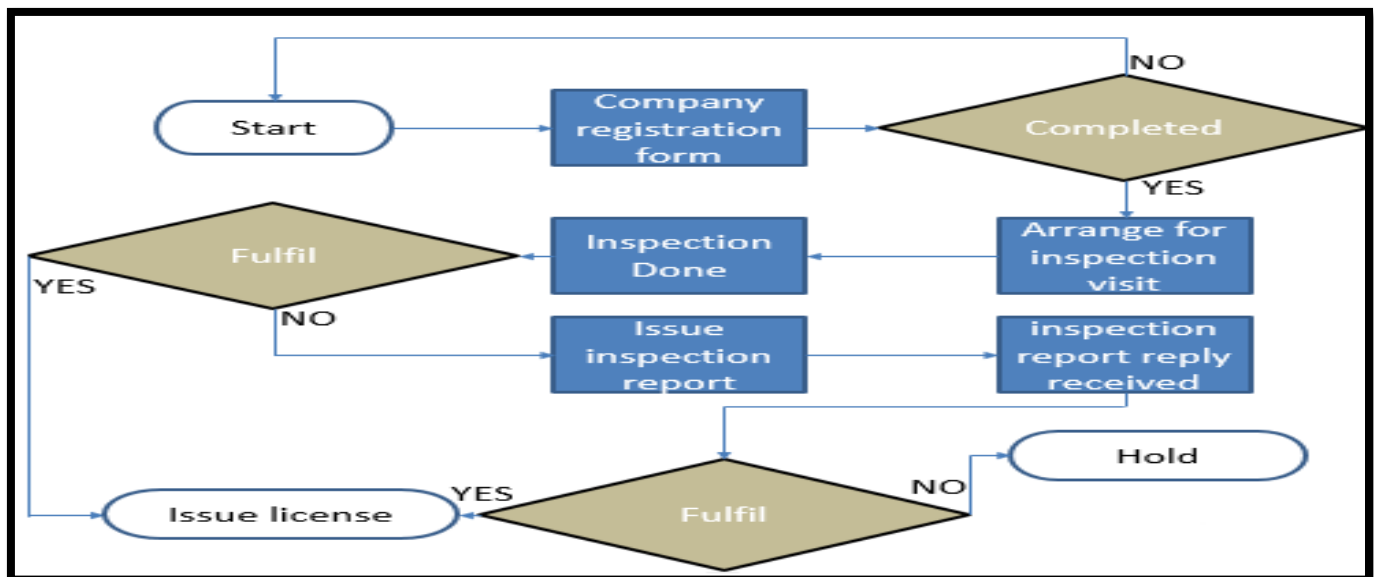 NO
Start
Company
registration
form
Completed
YES
Fulfil
Inspection
Done
Arrange for
inspection
visit
YES
NO
Issue
inspection
report
inspection
report reply
received
Hold
YES
NO
Issue license
Fulfil